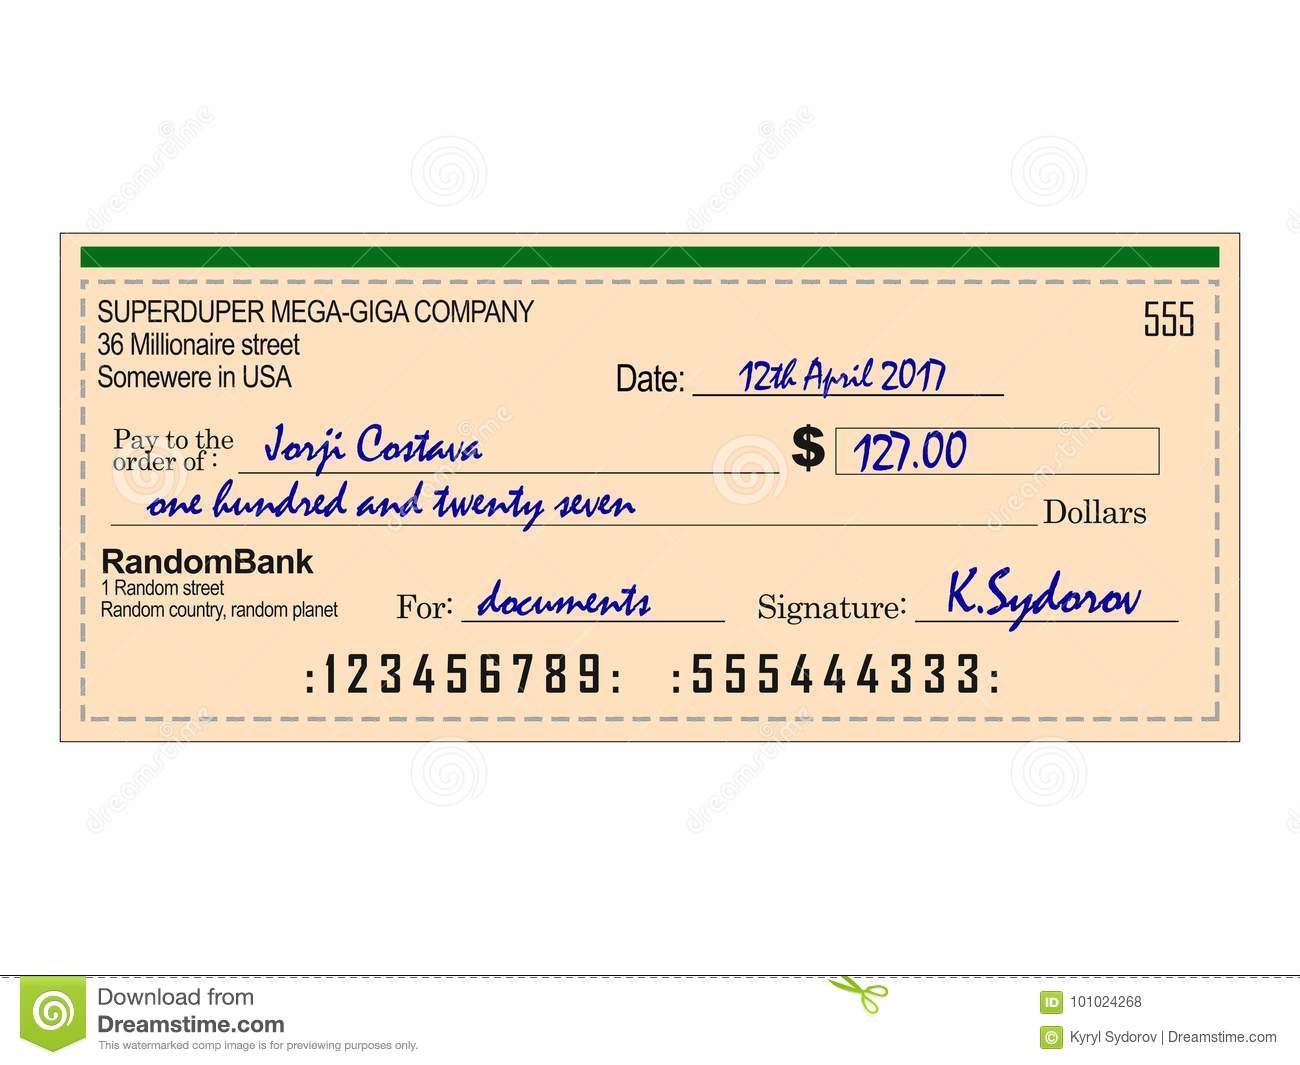 SUPERDUPER MEGA-GIGA COMPANY
555
36 Millionaire street
Somewere in USA
Date: 12th April 2017
Pay to the order of: Jorji Costava $ 127.00
one hundred and twenty seven Dollars
RandomBank
1 Random street
Random country, random planet
For: documents Signature: K.Sydorov
:123456789: :555444333:
dreamstime
Download from
Dreamstime.com
This watermarked comp image is for previewing purposes only.
ID 101024268
© Kyryl Sydorov | Dreamstime.com